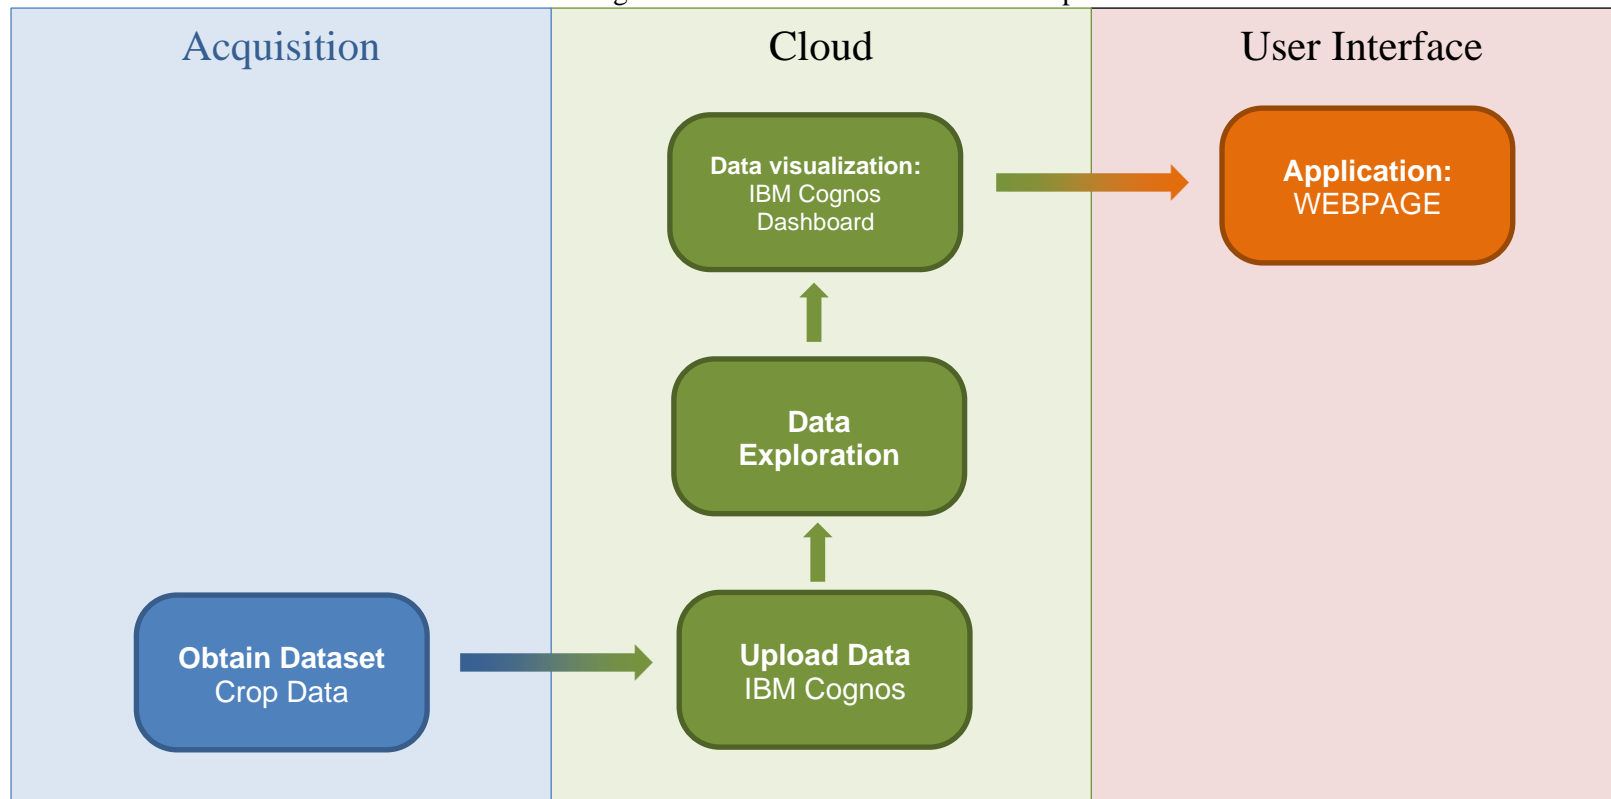 Acquisition
Cloud
User Interface
Data visualization:
IBM Cognos
Dashboard
Application:
WEBPAGE
Data
Exploration
Obtain Dataset
Crop Data
Upload Data
IBM Cognos